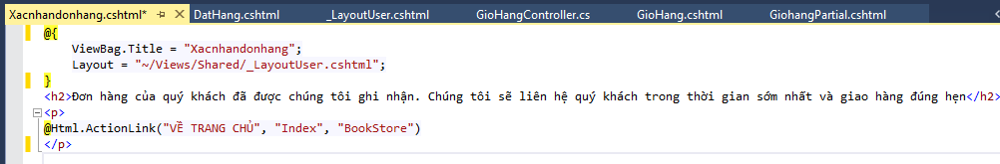 Xacnhandonhang.cshtml* DatHang.cshtml _LayoutUser.cshtml GioHangController.cs GioHang.cshtml GiohangPartial.cshtml
@{
ViewBag.Title = "Xacnhandonhang";
Layout = "~/Views/Shared/_LayoutUser.cshtml";
}
<h2>Đơn hàng của quý khách đã được chúng tôi ghi nhận. Chúng tôi sẽ liên hệ quý khách trong thời gian sớm nhất và giao hàng đúng hẹn</h2>
<p>
@Html.ActionLink("VỀ TRANG CHỦ", "Index", "BookStore")
</p>